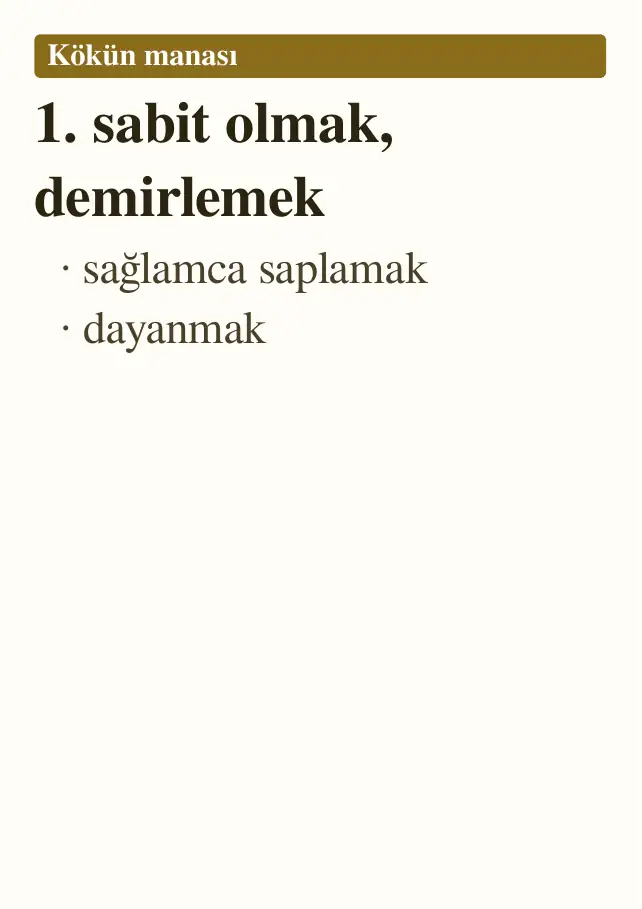 Kökün manası
1. sabit olmak,
demirlemek
· sağlamca saplamak
· dayanmak